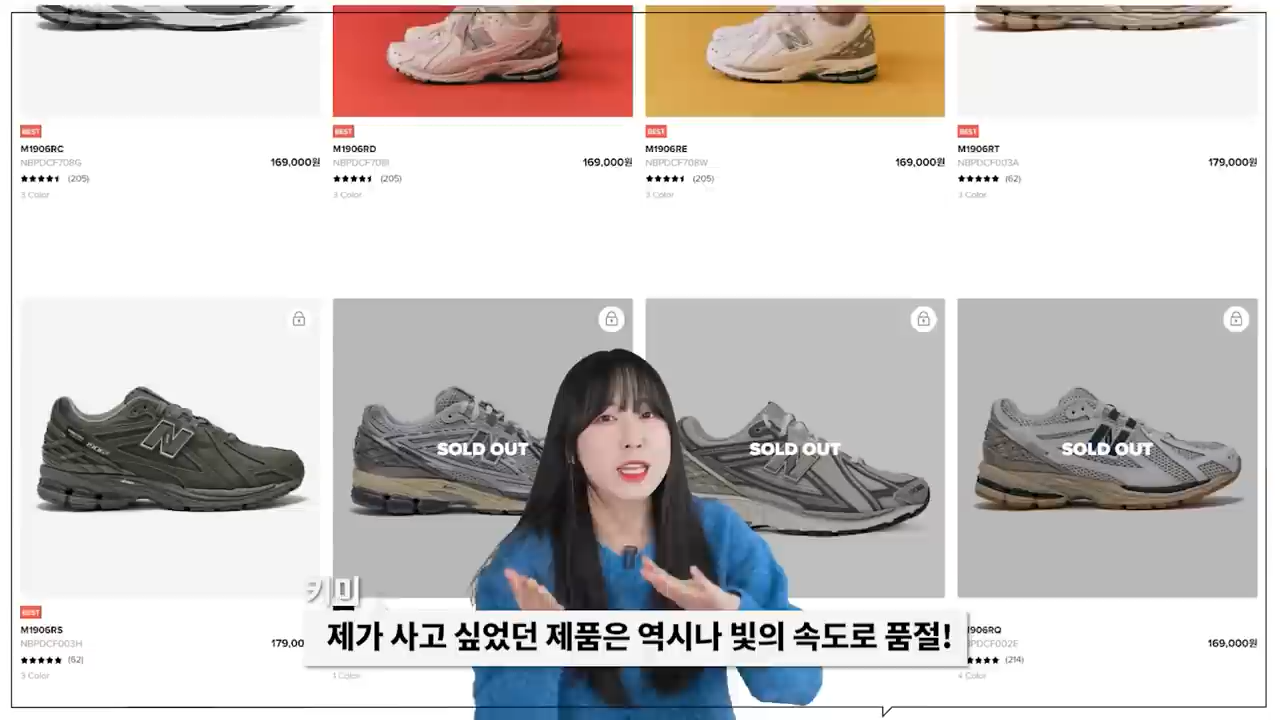 BEST
M1906RC
NBPDCF708G
169,000원
(205)
3 Color
BEST
M1906RD
NBPDCF708I
169,000원
(205)
3 Color
BEST
M1906RE
NBPDCF708W
169,000원
(205)
3 Color
BEST
M1906RT
NBPDCF003A
179,000원
(62)
3 Color
SOLD OUT
SOLD OUT
SOLD OUT
키미
제가 사고 싶었던 제품은 역시나 빛의 속도로 품절!
BEST
M1906RS
NBPDCF003H
179,00
(62)
3 Color
1 Color
1906RQ
PDCF002E
169,000원
(214)
4 Color